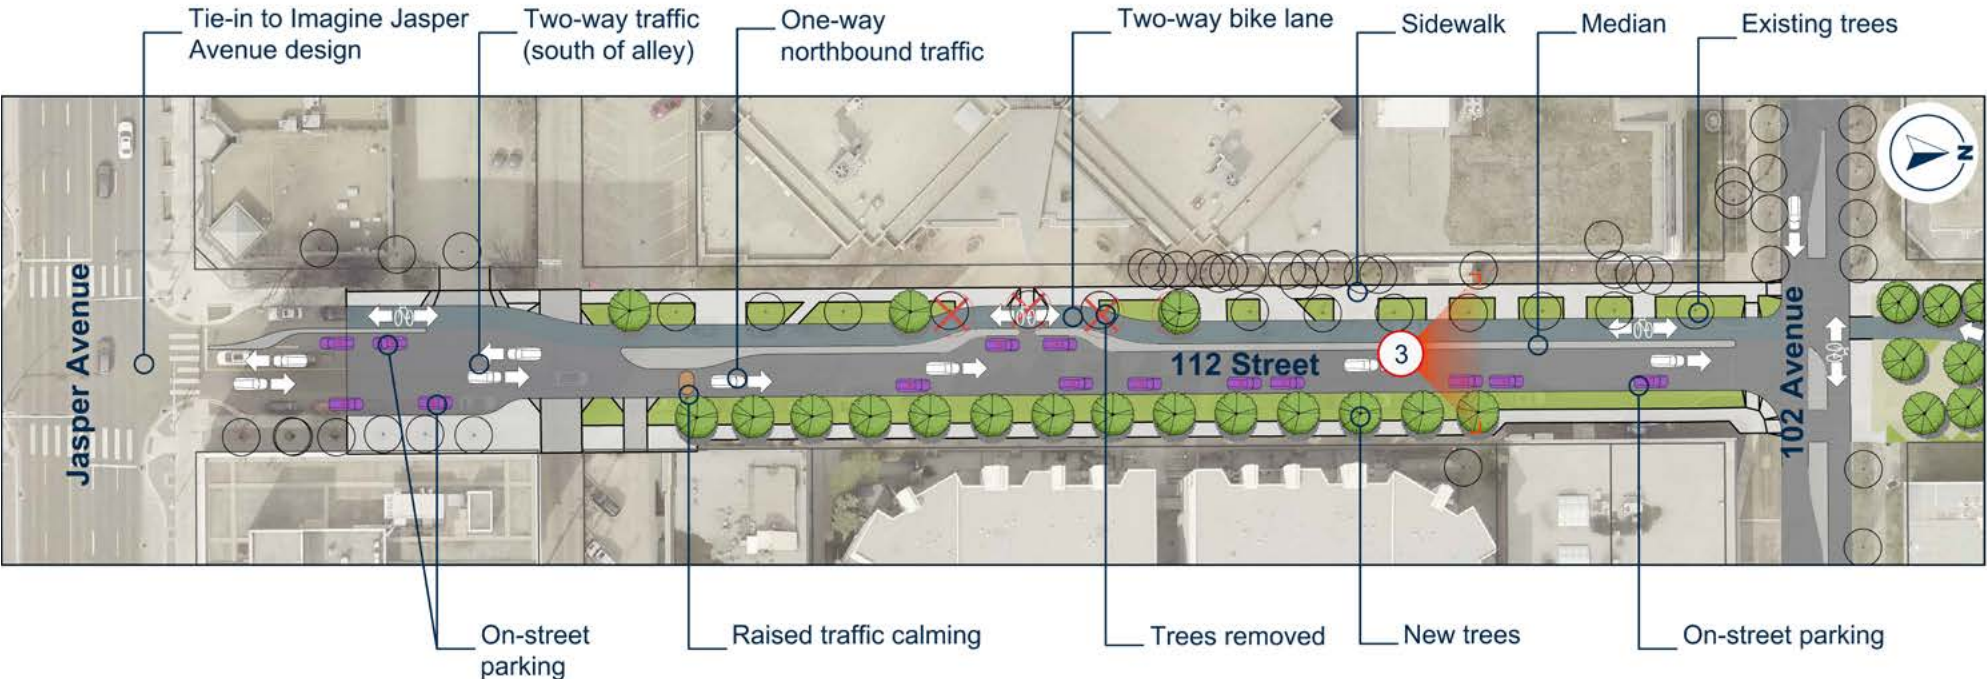 Tie-in to Imagine Jasper
Avenue design
Two-way traffic
(south of alley)
One-way
northbound traffic
Two-way bike lane
Sidewalk
Median
Existing trees
N
Jasper Avenue
112 Street
3
102 Avenue
On-street
parking
Raised traffic calming
Trees removed
New trees
On-street parking